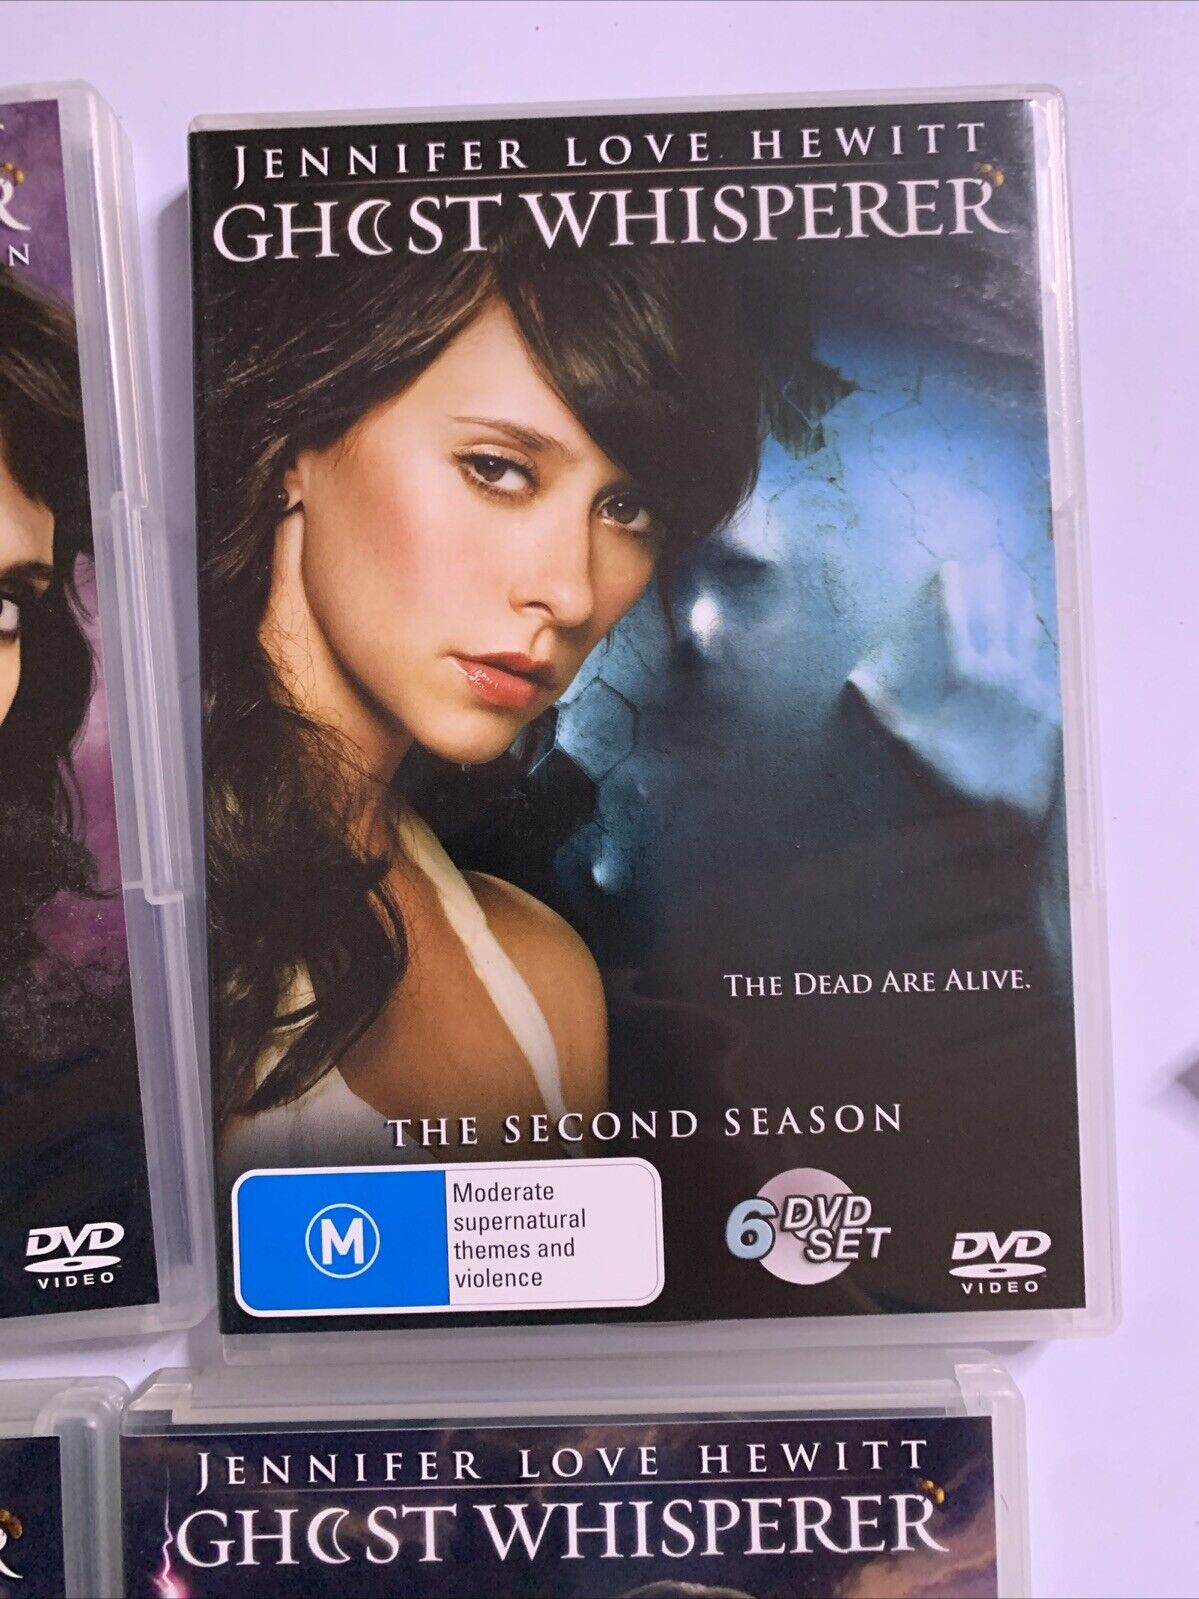 JENNIFER LOVE HEWITT
GHOST WHISPERER
THE DEAD ARE ALIVE.
THE SECOND SEASON
M
Moderate
supernatural
themes and
violence
6 DVD
SET
DVD
VIDEO
R
N
DVD
VIDEO
R
JENNIFER LOVE HEWITT
GHOST WHISPERER